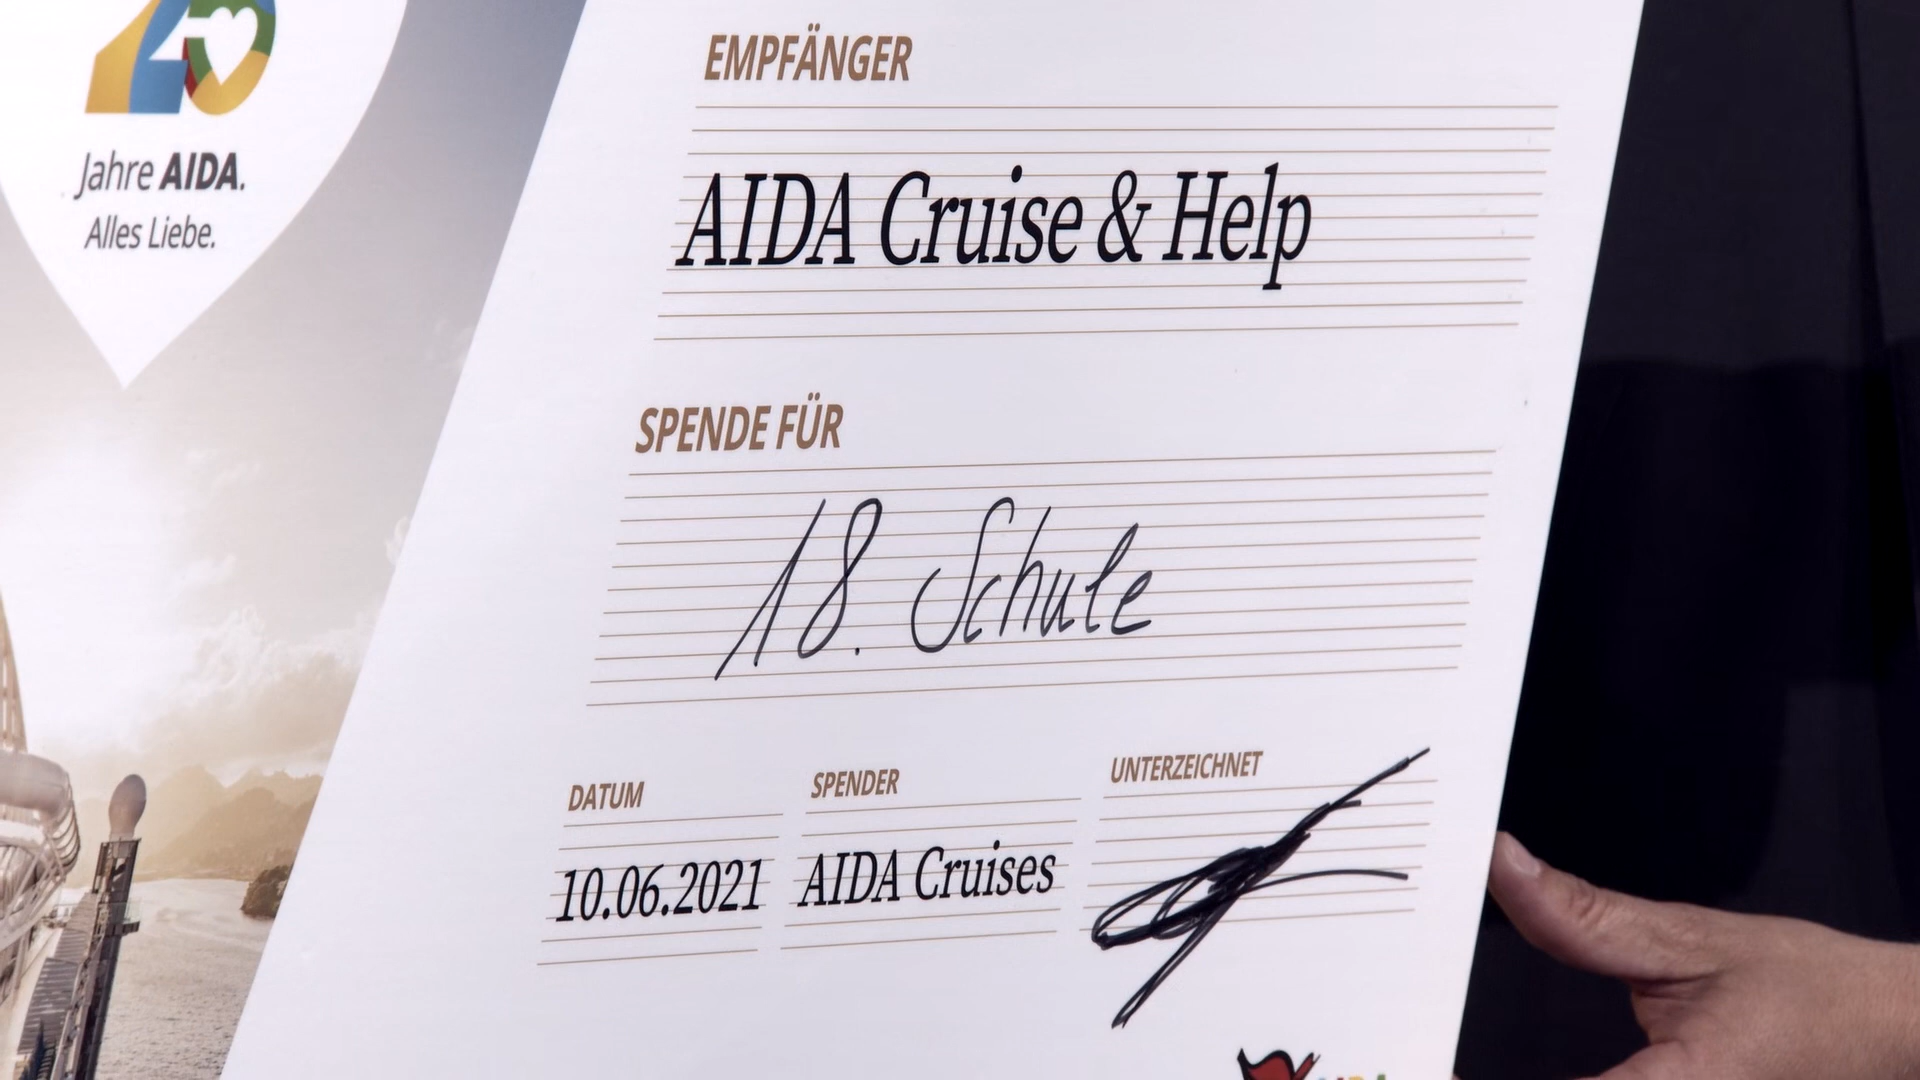 25
Jahre AIDA.
Alles Liebe.
EMPFÄNGER
AIDA Cruise & Help
SPENDE FÜR
18. Schule
DATUM
SPENDER
UNTERZEICHNET
10.06.2021
AIDA Cruises